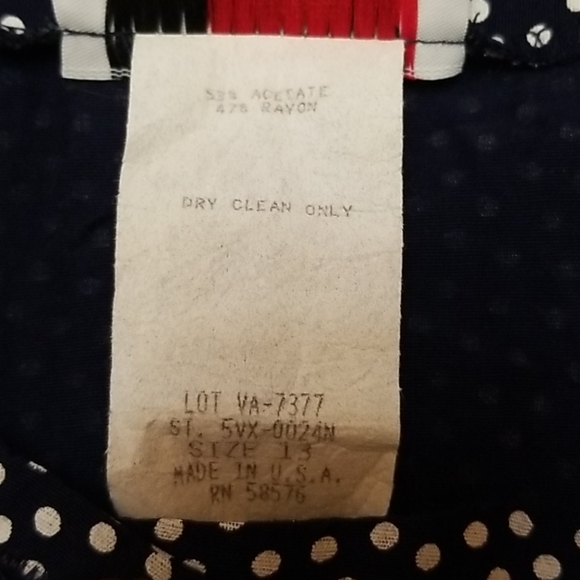 53% ACETATE
47% RAYON
DRY CLEAN ONLY
LOT VA-7377
ST. 5VX-0024N
SIZE 13
MADE IN U.S.A.
RN 58576